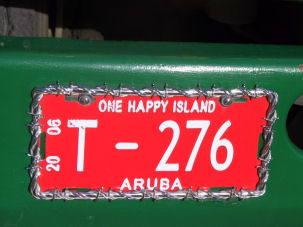 ONE HAPPY ISLAND
20 06
T - 276
ARUBA